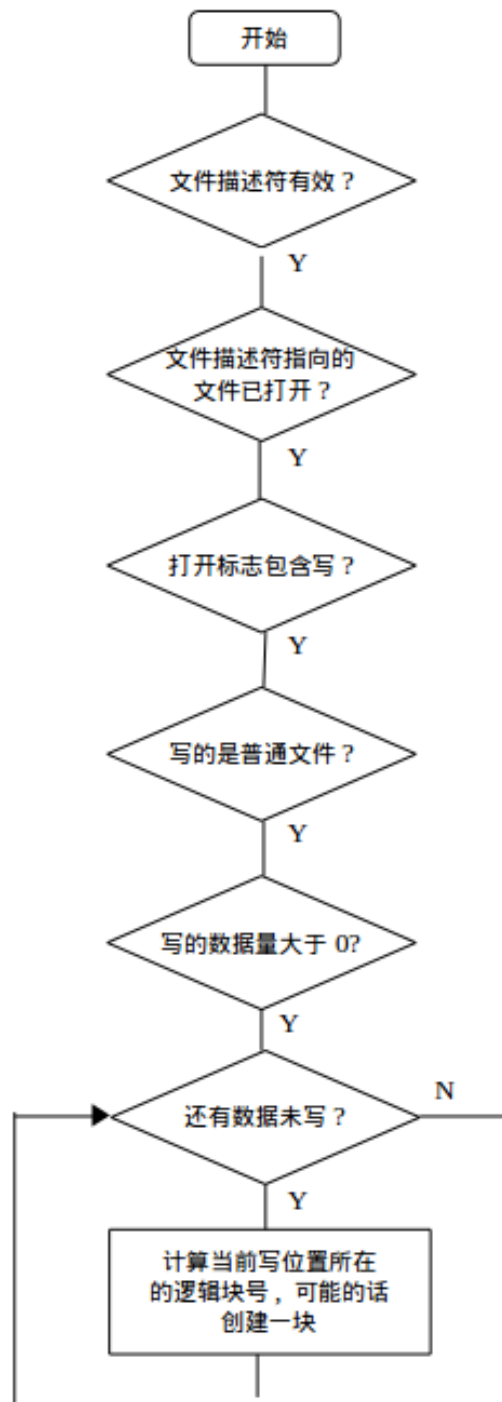 开始
文件描述符有效？
Y
文件描述符指向的
文件已打开？
Y
打开标志包含写？
Y
写的是普通文件？
Y
写的数据量大于 0?
Y
还有数据未写？
N
Y
计算当前写位置所在
的逻辑块号，可能的话
创建一块